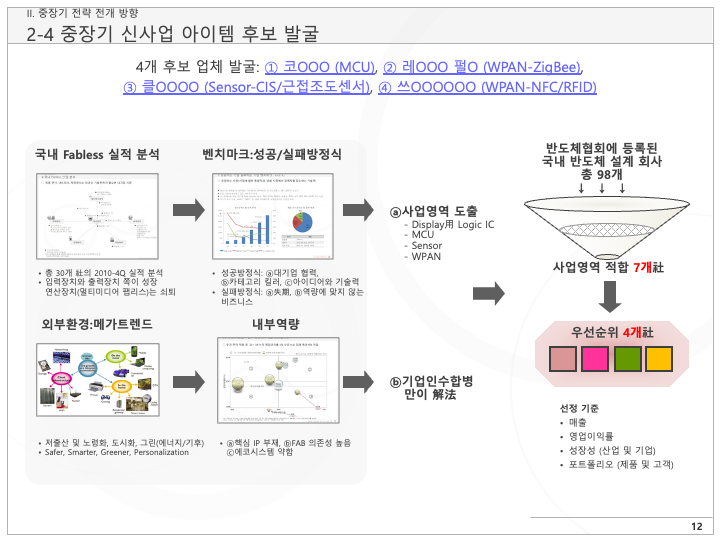 II. 중장기 전략 전개 방향
2-4 중장기 신사업 아이템 후보 발굴
4개 후보 업체 발굴: ① 코OOO (MCU), ② 레OOO 펄O (WPAN-ZigBee),
③ 클OOOO (Sensor-CIS/근접조도센서), ④ 쓰OOOOOO (WPAN-NFC/RFID)
국내 Fabless 실적 분석
• 총 30개 社의 2010-4Q 실적 분석
• 입력장치와 출력장치 쪽이 성장
연산장치(멀티미디어 팹리스)는 쇠퇴
벤치마크:성공/실패방정식
• 성공방정식: ⓐ대기업 협력,
ⓑ카테고리 킬러, ⓒ아이디어와 기술력
• 실패방정식: ⓐ失期, ⓑ역량에 맞지 않는
비즈니스
외부환경:메가트렌드
• 저출산 및 노령화, 도시화, 그린(에너지/기후)
• Safer, Smarter, Greener, Personalization
내부역량
• ⓐ핵심 IP 부재, ⓑFAB 의존성 높음
ⓒ에코시스템 약함
ⓐ사업영역 도출
- Display用 Logic IC
- MCU
- Sensor
- WPAN
ⓑ기업인수합병
만이 解法
반도체협회에 등록된
국내 반도체 설계 회사
총 98개
사업영역 적합 7개社
우선순위 4개社
선정 기준
• 매출
• 영업이익률
• 성장성 (산업 및 기업)
• 포트폴리오 (제품 및 고객)
12